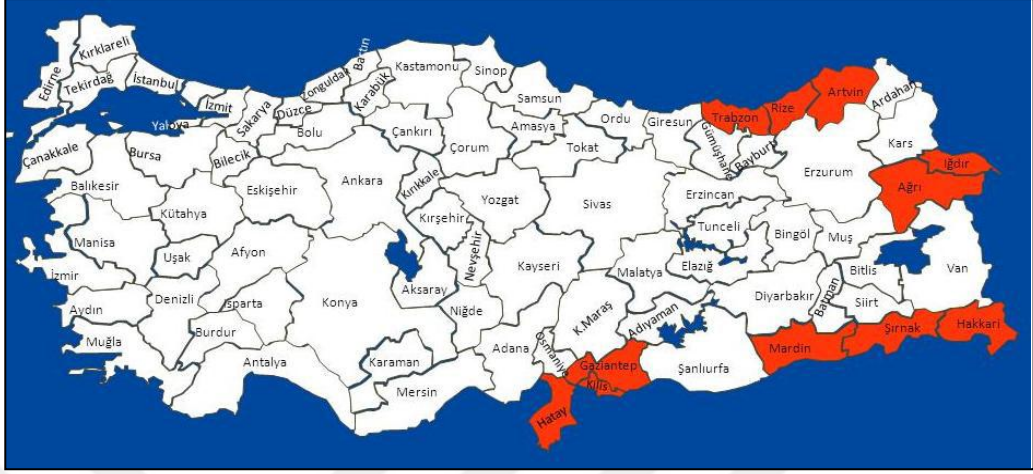 Kırklareli
Edirne
Tekirdağ
İstanbul
İzmit
Yalova
Sakarya
Düzce
Zonguldak
Bartın
Karabük
Kastamonu
Sinop
Samsun
Ordu
Giresun
Trabzon
Rize
Artvin
Ardahan
Kars
Iğdır
Ağrı
Çanakkale
Bursa
Bilecik
Bolu
Çankırı
Çorum
Amasya
Tokat
Gümüşhane
Bayburt
Erzurum
Balıkesir
Kütahya
Eskişehir
Ankara
Kırıkkale
Yozgat
Sivas
Erzincan
Tunceli
Bingöl
Muş
Manisa
Uşak
Afyon
Kırşehir
Nevşehir
Kayseri
Malatya
Elazığ
Bitlis
Van
İzmir
Aydın
Denizli
Isparta
Konya
Aksaray
Niğde
K.Maraş
Adıyaman
Diyarbakır
Batman
Siirt
Şırnak
Hakkari
Muğla
Burdur
Antalya
Karaman
Mersin
Adana
Osmaniye
Gaziantep
Kilis
Hatay
Şanlıurfa
Mardin